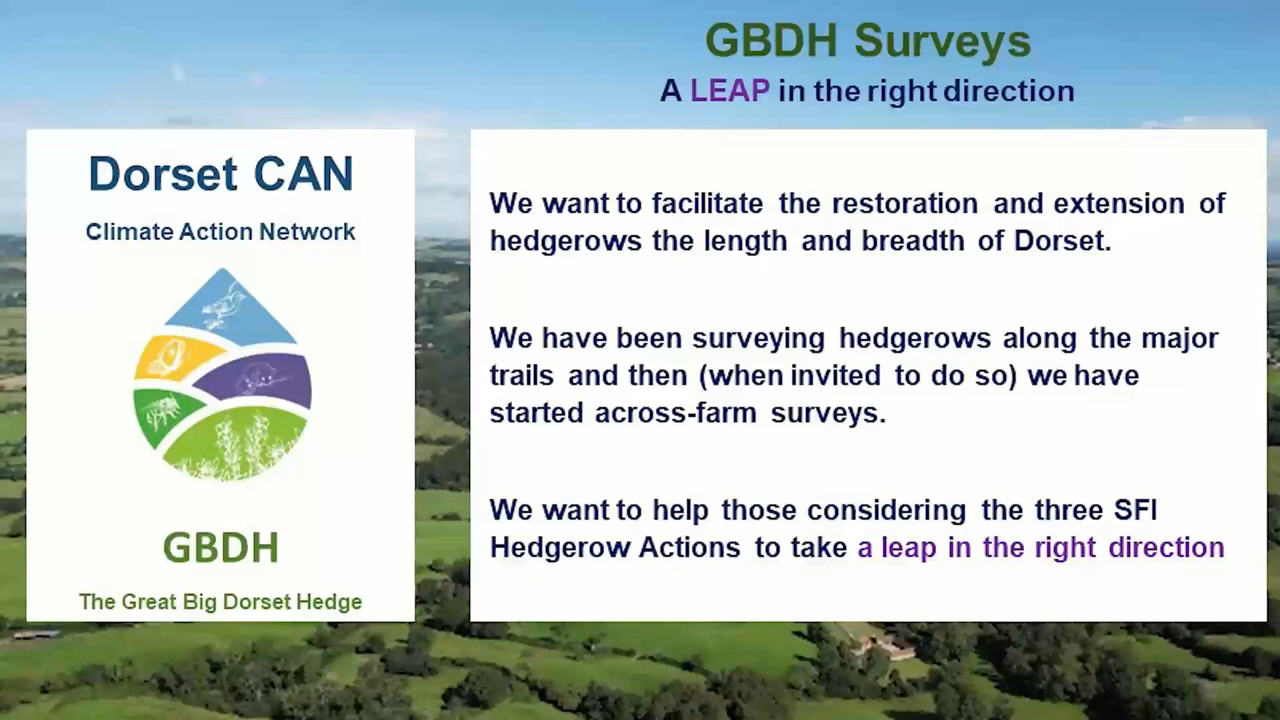 GBDH Surveys
A LEAP in the right direction
Dorset CAN
Climate Action Network
GBDH
The Great Big Dorset Hedge
We want to facilitate the restoration and extension of
hedgerows the length and breadth of Dorset.
We have been surveying hedgerows along the major
trails and then (when invited to do so) we have
started across-farm surveys.
We want to help those considering the three SFI
Hedgerow Actions to take a leap in the right direction